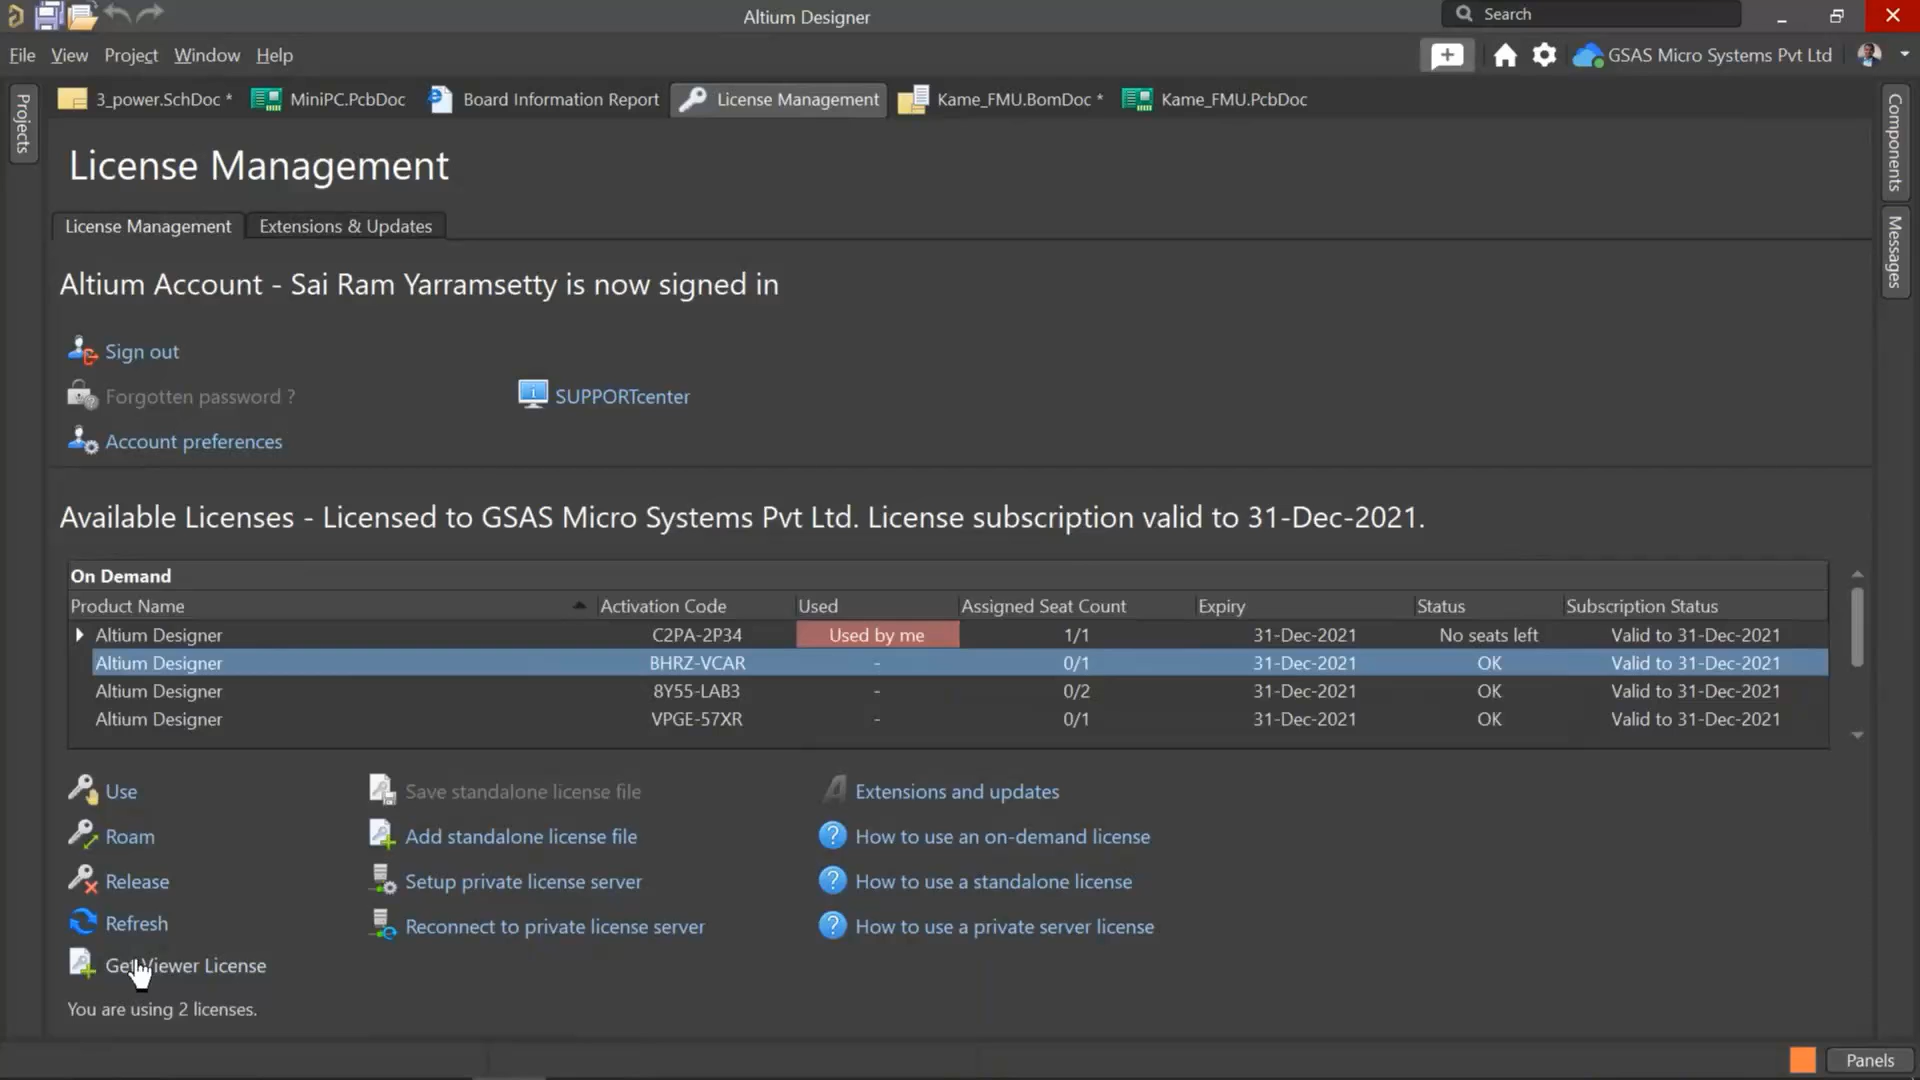 Altium Designer
Search
File View Project Window Help
GSAS Micro Systems Pvt Ltd
Projects
3_power.SchDoc *
MiniPC.PcbDoc
Board Information Report
License Management
Kame_FMU.BomDoc *
Kame_FMU.PcbDoc
Components
Messages
License Management
License Management
Extensions & Updates
Altium Account - Sai Ram Yarramsetty is now signed in
Sign out
Forgotten password ?
SUPPORTcenter
Account preferences
Available Licenses - Licensed to GSAS Micro Systems Pvt Ltd. License subscription valid to 31-Dec-2021.
On Demand
Product Name Activation Code Used Assigned Seat Count Expiry Status Subscription Status
Altium Designer C2PA-2P34 Used by me 1/1 31-Dec-2021 No seats left Valid to 31-Dec-2021
Altium Designer BHRZ-VCAR - 0/1 31-Dec-2021 OK Valid to 31-Dec-2021
Altium Designer 8Y55-LAB3 - 0/2 31-Dec-2021 OK Valid to 31-Dec-2021
Altium Designer VPGE-57XR - 0/1 31-Dec-2021 OK Valid to 31-Dec-2021
Use
Save standalone license file
Extensions and updates
Roam
Add standalone license file
How to use an on-demand license
Release
Setup private license server
How to use a standalone license
Refresh
Reconnect to private license server
How to use a private server license
Get Viewer License
You are using 2 licenses.
Panels